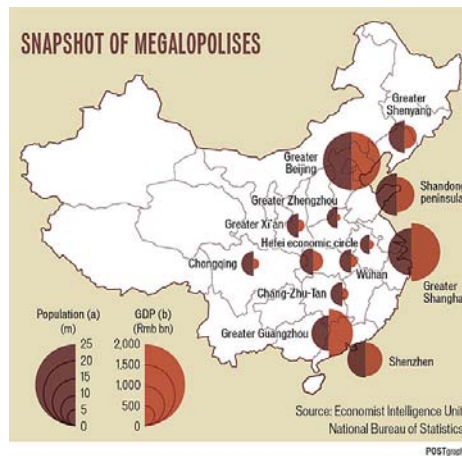 SNAPSHOT OF MEGALOPOLISES
Greater
Shenyang
Greater
Beijing
Shandong
peninsula
Greater Zhengzhou
Greater Xi'an
Hefei economic circle
Chongqing
Wuhan
Greater
Shangha
Chang-Zhu-Tan
Greater Guangzhou
Shenzhen
Population (a)
(m)
25
20
15
10
5
0
GDP (b)
(Rmb bn)
2,000
1,500
1,000
500
0
Source: Economist Intelligence Unit
National Bureau of Statistics
POSTgraph